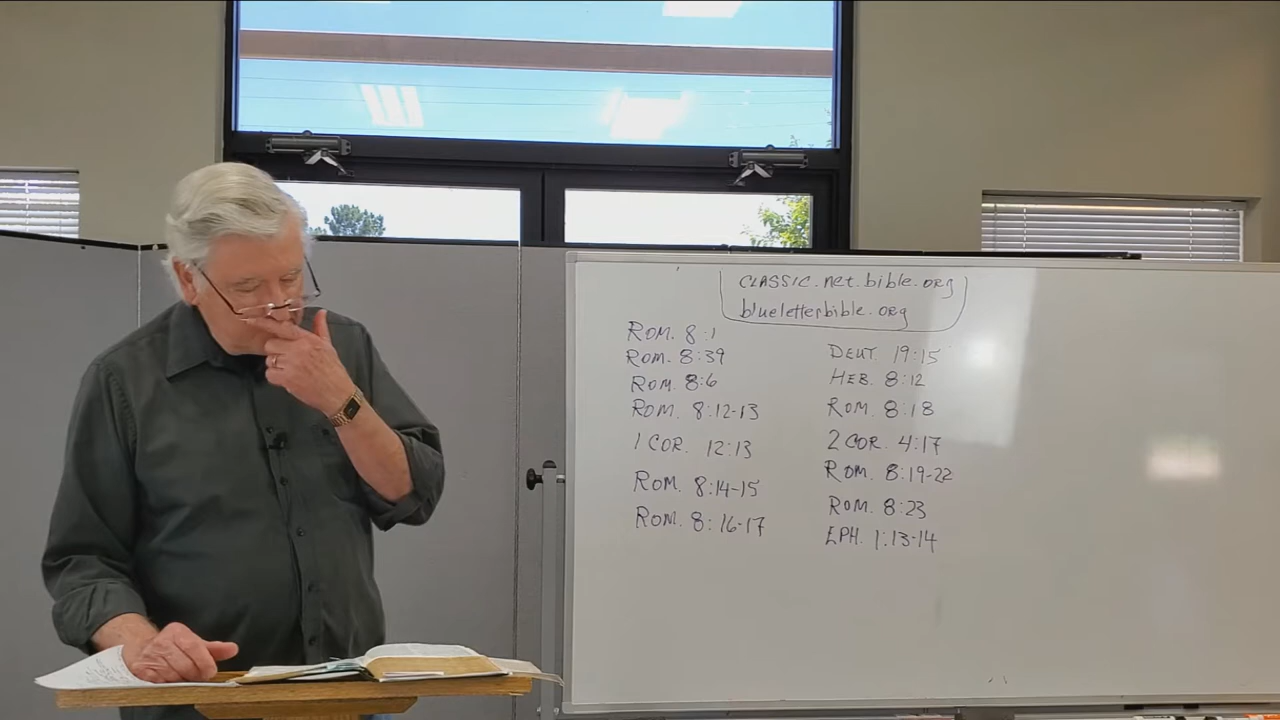 CLASSIC.net.bible.ORG
blueletterbible.ORG
ROM. 8:1
ROM. 8:39
ROM. 8:6
ROM. 8:12-13
1 COR. 12:13
ROM. 8:14-15
ROM. 8:16-17
DEUT. 19:15
HEB. 8:12
ROM. 8:18
2 COR. 4:17
ROM. 8:19-22
ROM. 8:23
EPH. 1:13-14